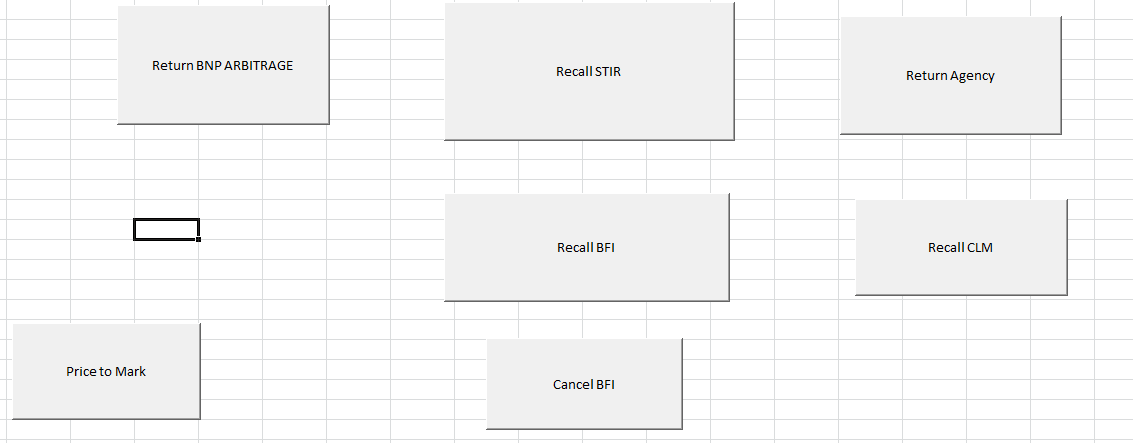 Return BNP ARBITRAGE
Recall STIR
Return Agency
Recall BFI
Recall CLM
Price to Mark
Cancel BFI